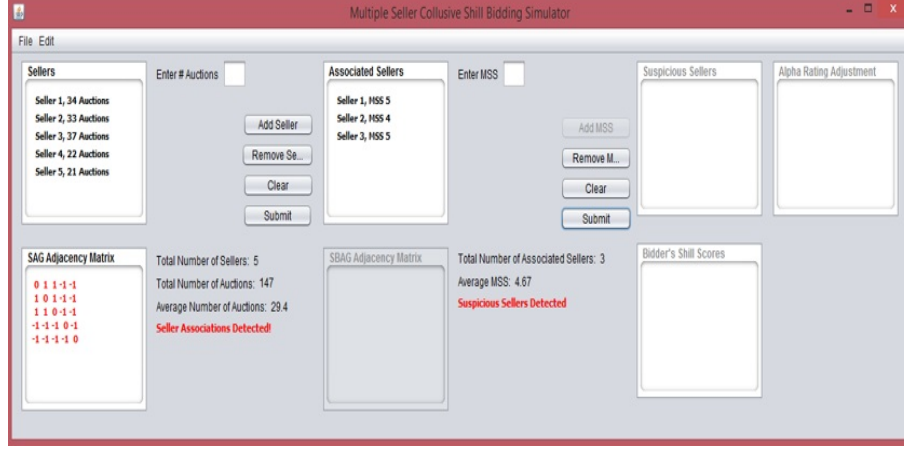 Multiple Seller Collusive Shill Bidding Simulator
File Edit
Sellers
Seller 1, 34 Auctions
Seller 2, 33 Auctions
Seller 3, 37 Auctions
Seller 4, 22 Auctions
Seller 5, 21 Auctions
Enter # Auctions
Add Seller
Remove Se...
Clear
Submit
Associated Sellers
Seller 1, MSS 5
Seller 2, MSS 4
Seller 3, MSS 5
Enter MSS
Add MSS
Remove M...
Clear
Submit
Suspicious Sellers
Alpha Rating Adjustment
SAG Adjacency Matrix
0 1 1 -1 -1
1 0 1 -1 -1
1 1 0 -1 -1
-1 -1 -1 0 -1
-1 -1 -1 -1 0
Total Number of Sellers: 5
Total Number of Auctions: 147
Average Number of Auctions: 29.4
Seller Associations Detected!
SBAG Adjacency Matrix
Total Number of Associated Sellers: 3
Average MSS: 4.67
Suspicious Sellers Detected
Bidder's Shill Scores